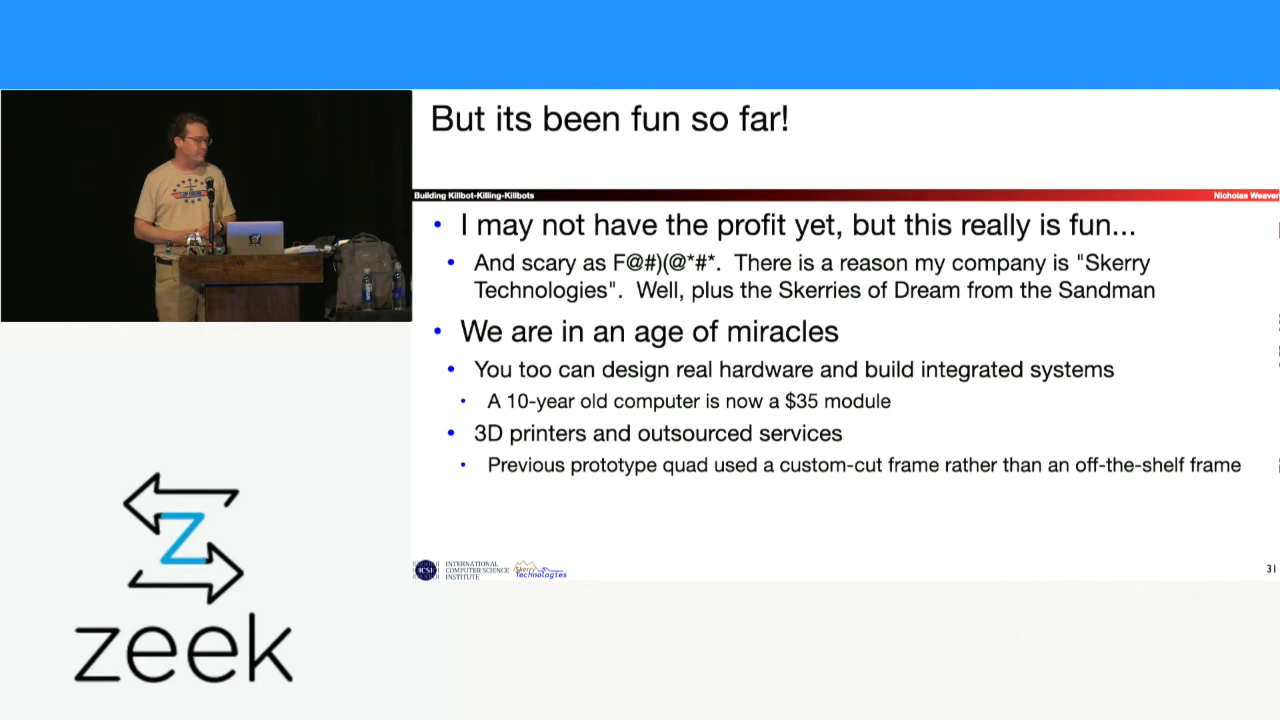 But its been fun so far!
Building Killbot-Killing-Killbots
Nicholas Weaver
• I may not have the profit yet, but this really is fun...
• And scary as F@#)(@*#*. There is a reason my company is "Skerry
Technologies". Well, plus the Skerries of Dream from the Sandman
• We are in an age of miracles
• You too can design real hardware and build integrated systems
• A 10-year old computer is now a $35 module
• 3D printers and outsourced services
• Previous prototype quad used a custom-cut frame rather than an off-the-shelf frame
ICSI
INTERNATIONAL
COMPUTER SCIENCE
INSTITUTE
Skerry
Technologies
31
z
zeek